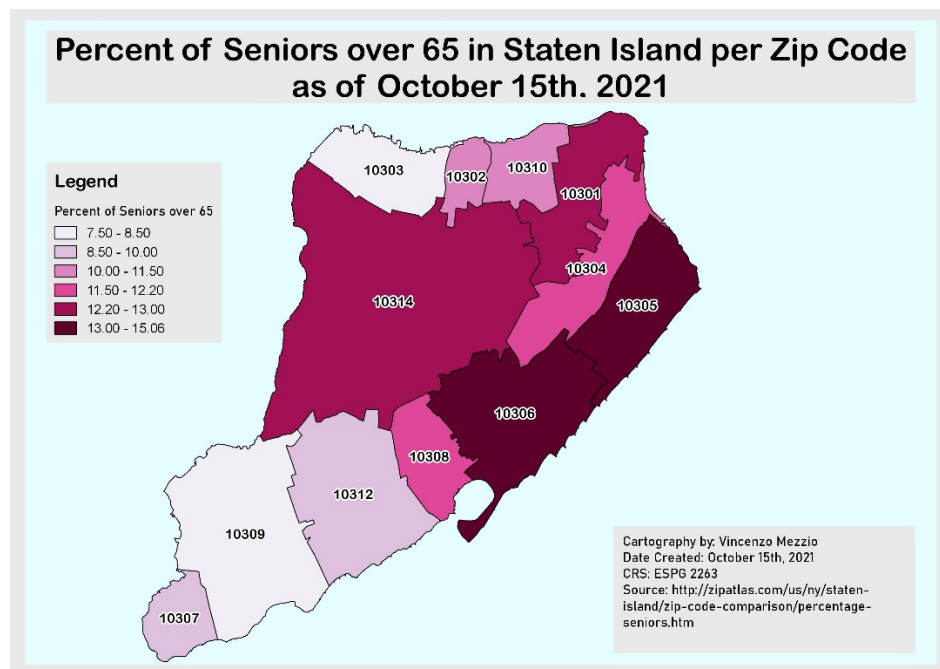 Percent of Seniors over 65 in Staten Island per Zip Code
as of October 15th. 2021
Legend
Percent of Seniors over 65
7.50 - 8.50
8.50 - 10.00
10.00 - 11.50
11.50 - 12.20
12.20 - 13.00
13.00 - 15.06
10303
10302
10310
10301
10304
10314
10305
10306
10308
10312
10309
10307
Cartography by: Vincenzo Mezzio
Date Created: October 15th, 2021
CRS: ESPG 2263
Source: http://zipatlas.com/us/ny/staten-
island/zip-code-comparison/percentage-
seniors.htm